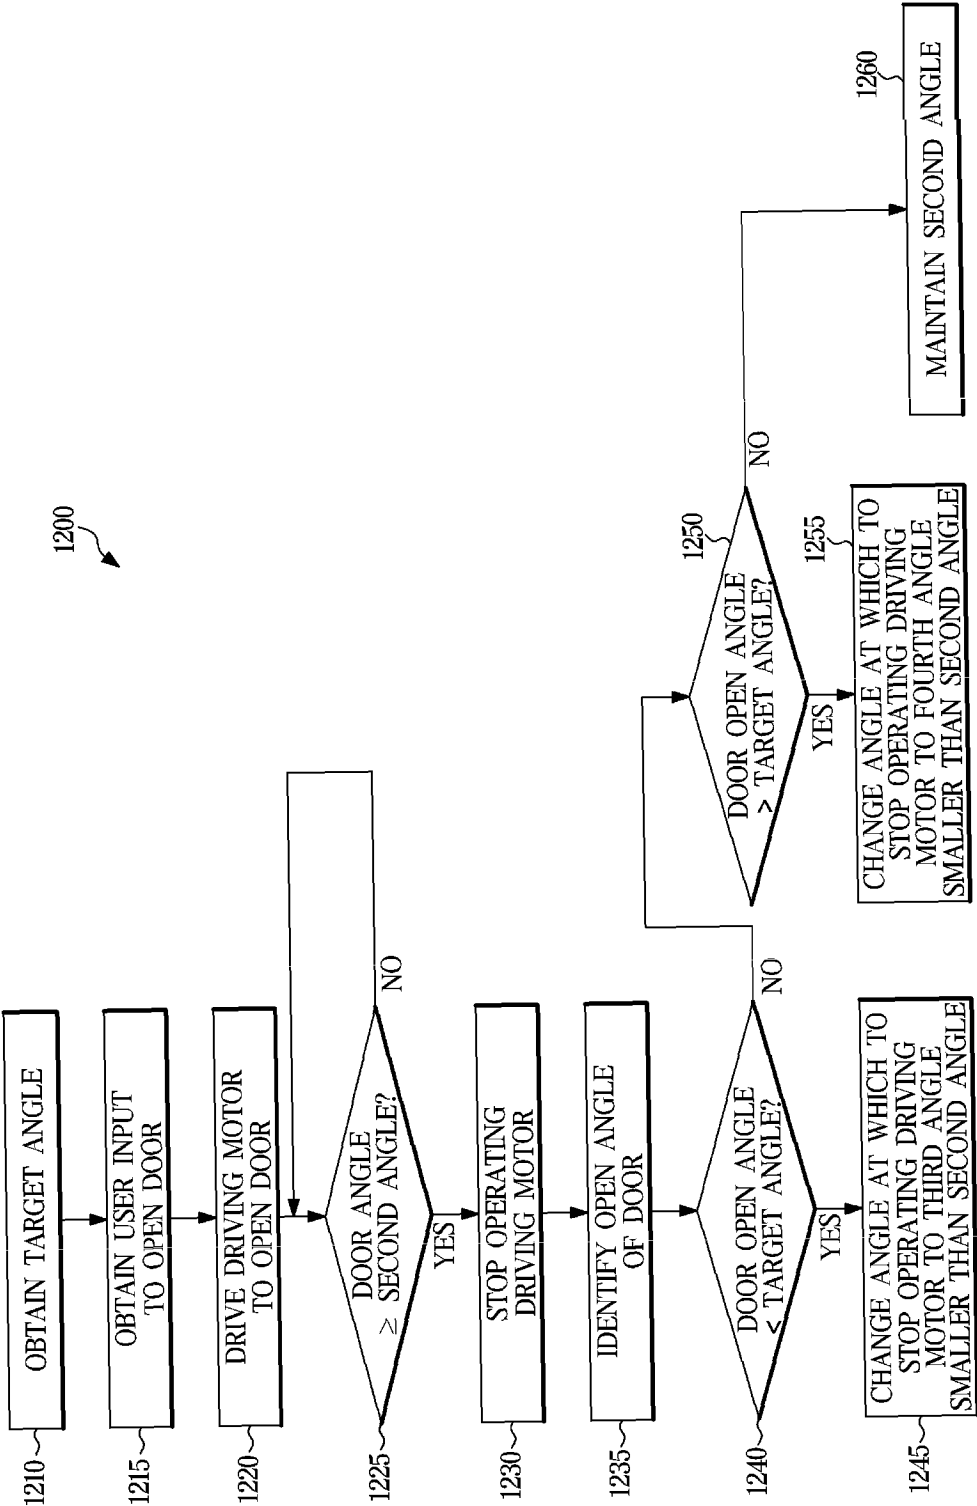 1200
1210
OBTAIN TARGET ANGLE
1215
OBTAIN USER INPUT
TO OPEN DOOR
1220
DRIVE DRIVING MOTOR
TO OPEN DOOR
1225
DOOR ANGLE
≥ SECOND ANGLE?
NO
YES
1230
STOP OPERATING
DRIVING MOTOR
1235
IDENTIFY OPEN ANGLE
OF DOOR
1240
DOOR OPEN ANGLE
< TARGET ANGLE?
NO
YES
1245
CHANGE ANGLE AT WHICH TO
STOP OPERATING DRIVING
MOTOR TO THIRD ANGLE
SMALLER THAN SECOND ANGLE
1250
DOOR OPEN ANGLE
> TARGET ANGLE?
NO
YES
1255
CHANGE ANGLE AT WHICH TO
STOP OPERATING DRIVING
MOTOR TO FOURTH ANGLE
SMALLER THAN SECOND ANGLE
1260
MAINTAIN SECOND ANGLE